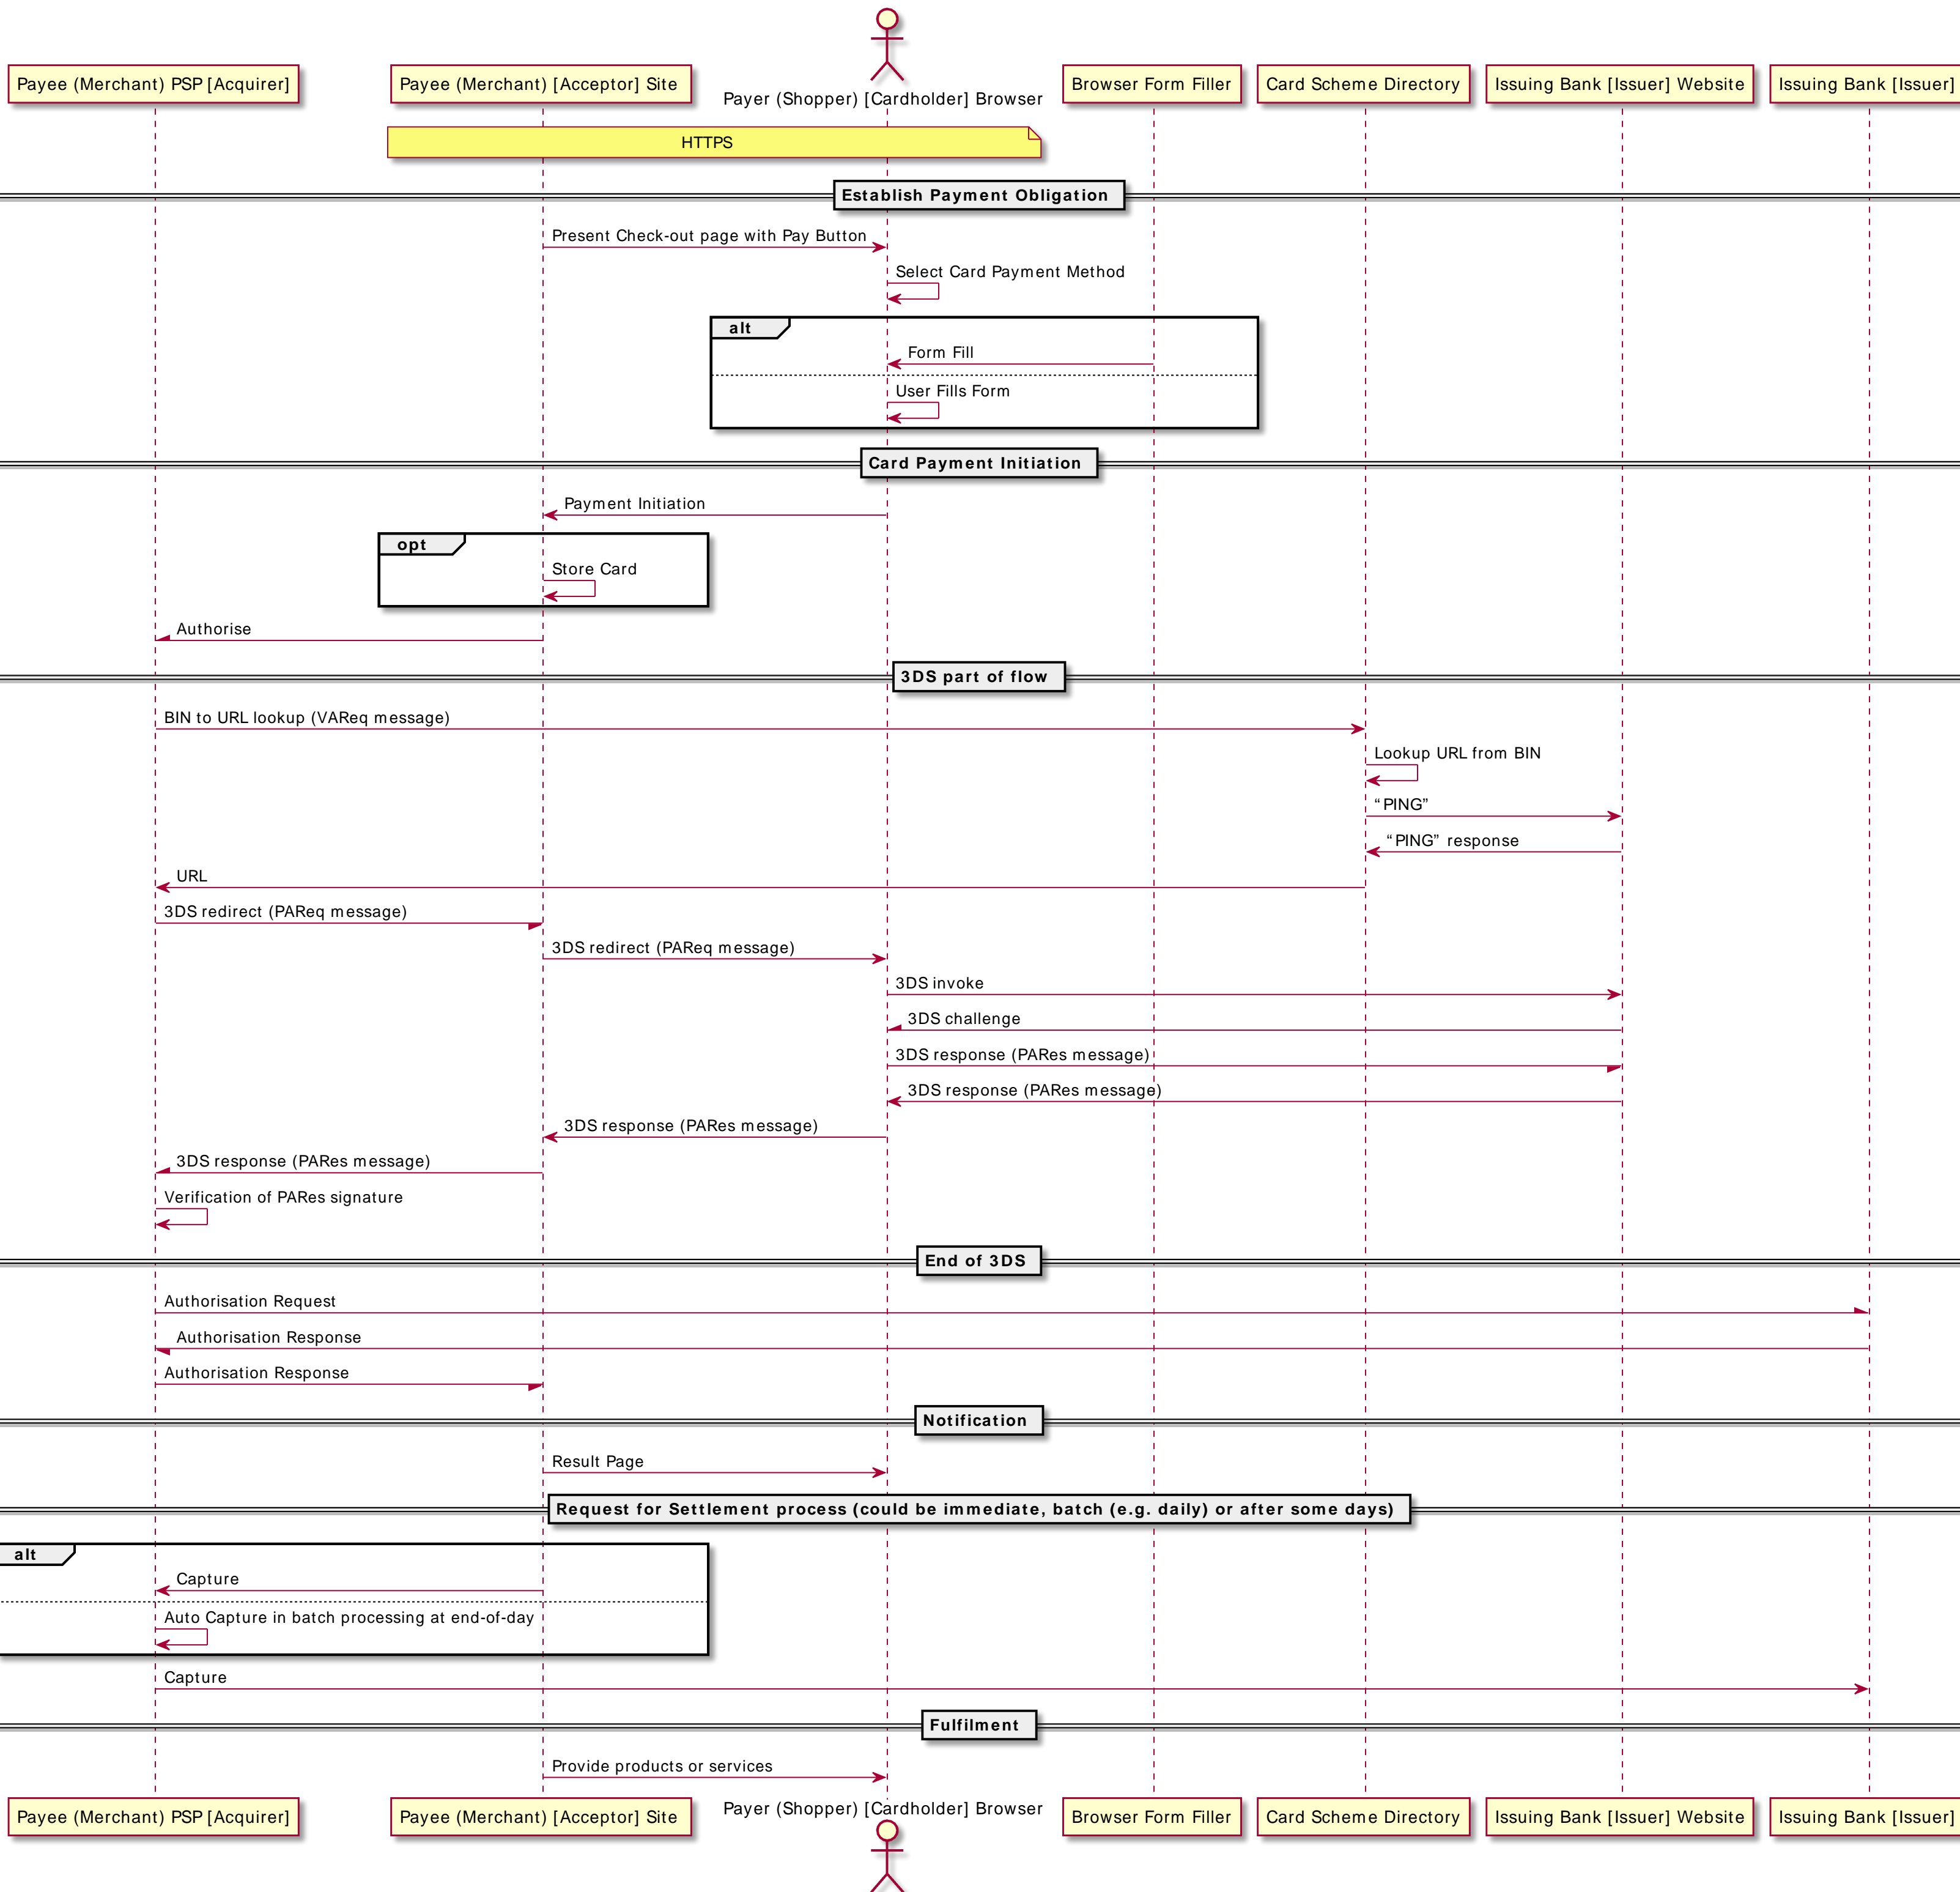 Payee (Merchant) PSP [Acquirer]
Payee (Merchant) [Acceptor] Site
Payer (Shopper) [Cardholder] Browser
Browser Form Filler
Card Scheme Directory
Issuing Bank [Issuer] Website
Issuing Bank [Issuer]
HTTPS
Establish Payment Obligation
Present Check-out page with Pay Button
Select Card Payment Method
alt
Form Fill
User Fills Form
Card Payment Initiation
Payment Initiation
opt
Store Card
Authorise
3DS part of flow
BIN to URL lookup (VAReq message)
Lookup URL from BIN
“PING”
“PING” response
URL
3DS redirect (PAReq message)
3DS redirect (PAReq message)
3DS invoke
3DS challenge
3DS response (PARes message)
3DS response (PARes message)
3DS response (PARes message)
3DS response (PARes message)
Verification of PARes signature
End of 3DS
Authorisation Request
Authorisation Response
Authorisation Response
Notification
Result Page
Request for Settlement process (could be immediate, batch (e.g. daily) or after some days)
alt
Capture
Auto Capture in batch processing at end-of-day
Capture
Fulfilment
Provide products or services
Payee (Merchant) PSP [Acquirer]
Payee (Merchant) [Acceptor] Site
Payer (Shopper) [Cardholder] Browser
Browser Form Filler
Card Scheme Directory
Issuing Bank [Issuer] Website
Issuing Bank [Issuer]